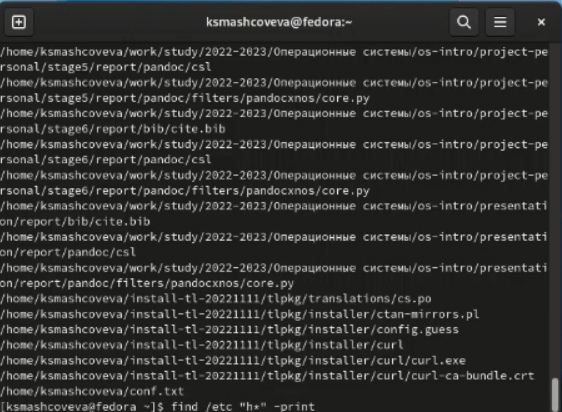 ksmashcoveva@fedora:~
/home/ksmashcoveva/work/study/2022-2023/Операционные системы/os-intro/project-pe
rsonal/stage5/report/pandoc/csl
/home/ksmashcoveva/work/study/2022-2023/Операционные системы/os-intro/project-pe
rsonal/stage5/report/pandoc/filters/pandocxnos/core.py
/home/ksmashcoveva/work/study/2022-2023/Операционные системы/os-intro/project-pe
rsonal/stage6/report/bib/cite.bib
/home/ksmashcoveva/work/study/2022-2023/Операционные системы/os-intro/project-pe
rsonal/stage6/report/pandoc/csl
/home/ksmashcoveva/work/study/2022-2023/Операционные системы/os-intro/project-pe
rsonal/stage6/report/pandoc/filters/pandocxnos/core.py
/home/ksmashcoveva/work/study/2022-2023/Операционные системы/os-intro/presentati
on/report/bib/cite.bib
/home/ksmashcoveva/work/study/2022-2023/Операционные системы/os-intro/presentati
on/report/pandoc/csl
/home/ksmashcoveva/work/study/2022-2023/Операционные системы/os-intro/presentati
on/report/pandoc/filters/pandocxnos/core.py
/home/ksmashcoveva/install-tl-20221111/tlpkg/translations/cs.po
/home/ksmashcoveva/install-tl-20221111/tlpkg/installer/ctan-mirrors.pl
/home/ksmashcoveva/install-tl-20221111/tlpkg/installer/config.guess
/home/ksmashcoveva/install-tl-20221111/tlpkg/installer/curl
/home/ksmashcoveva/install-tl-20221111/tlpkg/installer/curl/curl.exe
/home/ksmashcoveva/install-tl-20221111/tlpkg/installer/curl/curl-ca-bundle.crt
/home/ksmashcoveva/conf.txt
[ksmashcoveva@fedora ~]$ find /etc "h*" -print